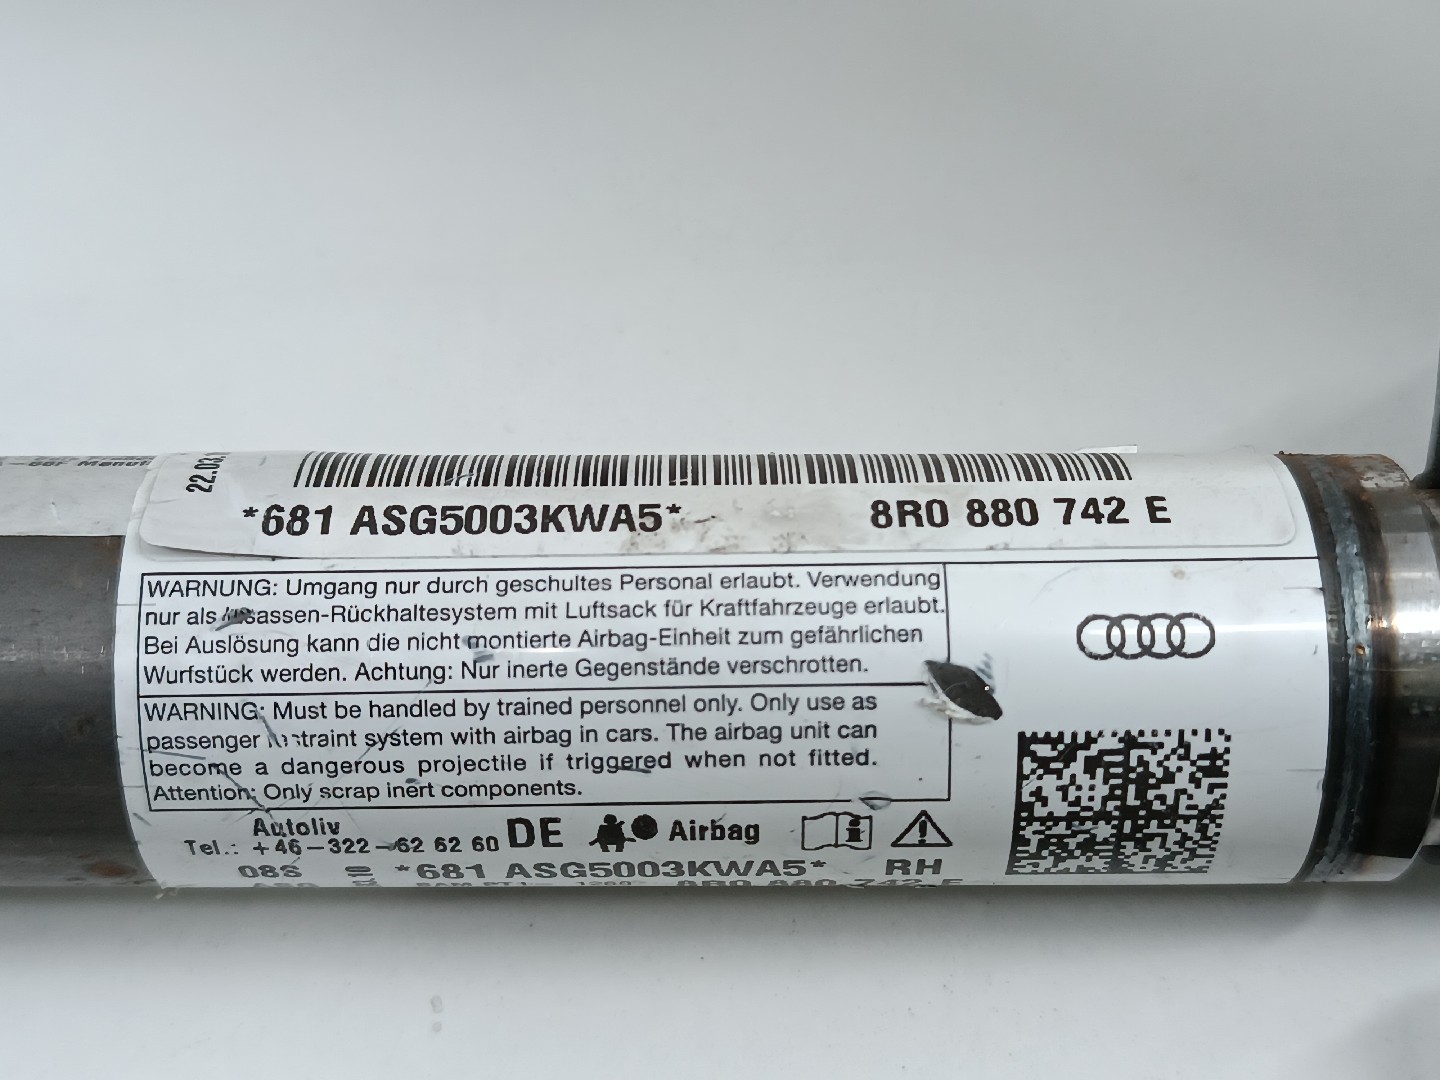 22.03.
*681 ASG5003KWA5* 8R0 880 742 E
WARNUNG: Umgang nur durch geschultes Personal erlaubt. Verwendung
nur als Insassen-Rückhaltesystem mit Luftsack für Kraftfahrzeuge erlaubt.
Bei Auslösung kann die nicht montierte Airbag-Einheit zum gefährlichen
Wurfstück werden. Achtung: Nur inerte Gegenstände verschrotten.
WARNING: Must be handled by trained personnel only. Only use as
passenger restraint system with airbag in cars. The airbag unit can
become a dangerous projectile if triggered when not fitted.
Attention: Only scrap inert components.
Autoliv
Tel.: +46-322-62 62 60 DE Airbag
08S *681 ASG5003KWA5* RH
8R0 880 742 E